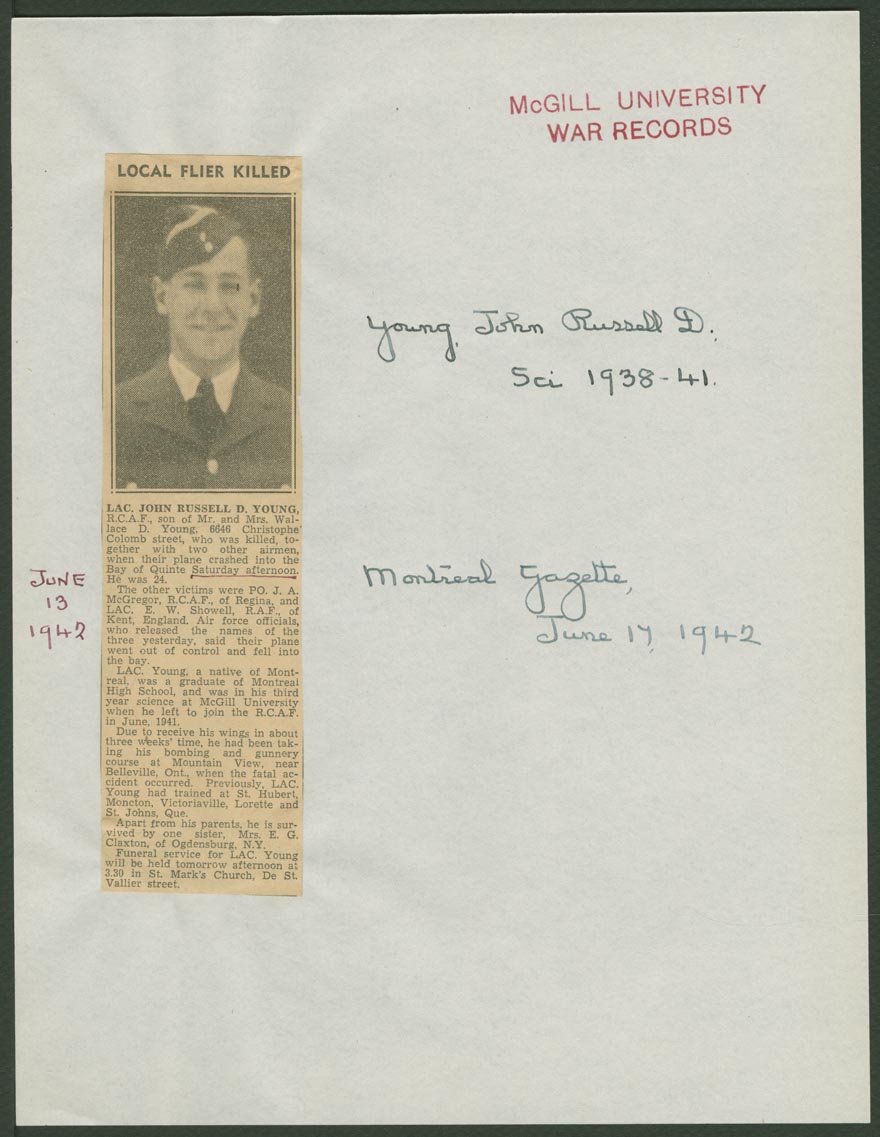 McGILL UNIVERSITY
WAR RECORDS
LOCAL FLIER KILLED
Young, John Russell D.,
Sci 1938-41.
LAC. JOHN RUSSELL D. YOUNG,
R.C.A.F., son of Mr. and Mrs. Wal-
lace D. Young, 6646 Christophe
Colomb street, who was killed, to-
gether with two other airmen,
when their plane crashed into the
Bay of Quinte Saturday afternoon.
He was 24.
The other victims were PO. J. A.
McGregor, R.C.A.F., of Regina, and
LAC. E. W. Showell, R.A.F., of
Kent, England. Air force officials,
who released the names of the
three yesterday, said their plane
went out of control and fell into
the bay.
LAC. Young, a native of Mont-
real, was a graduate of Montreal
High School, and was in his third
year science at McGill University
when he left to join the R.C.A.F.
in June, 1941.
Due to receive his wings in about
three weeks' time, he had been tak-
ing his bombing and gunnery
course at Mountain View, near
Belleville, Ont., when the fatal ac-
cident occurred. Previously, LAC.
Young had trained at St. Hubert,
Moncton, Victoriaville, Lorette and
St. Johns, Que.
Apart from his parents, he is sur-
vived by one sister, Mrs. E. G.
Claxton, of Ogdensburg, N.Y.
Funeral service for LAC. Young
will be held tomorrow afternoon at
3.30 in St. Mark's Church, De St.
Vallier street.
JUNE
13
1942
Montreal Gazette,
June 17, 1942